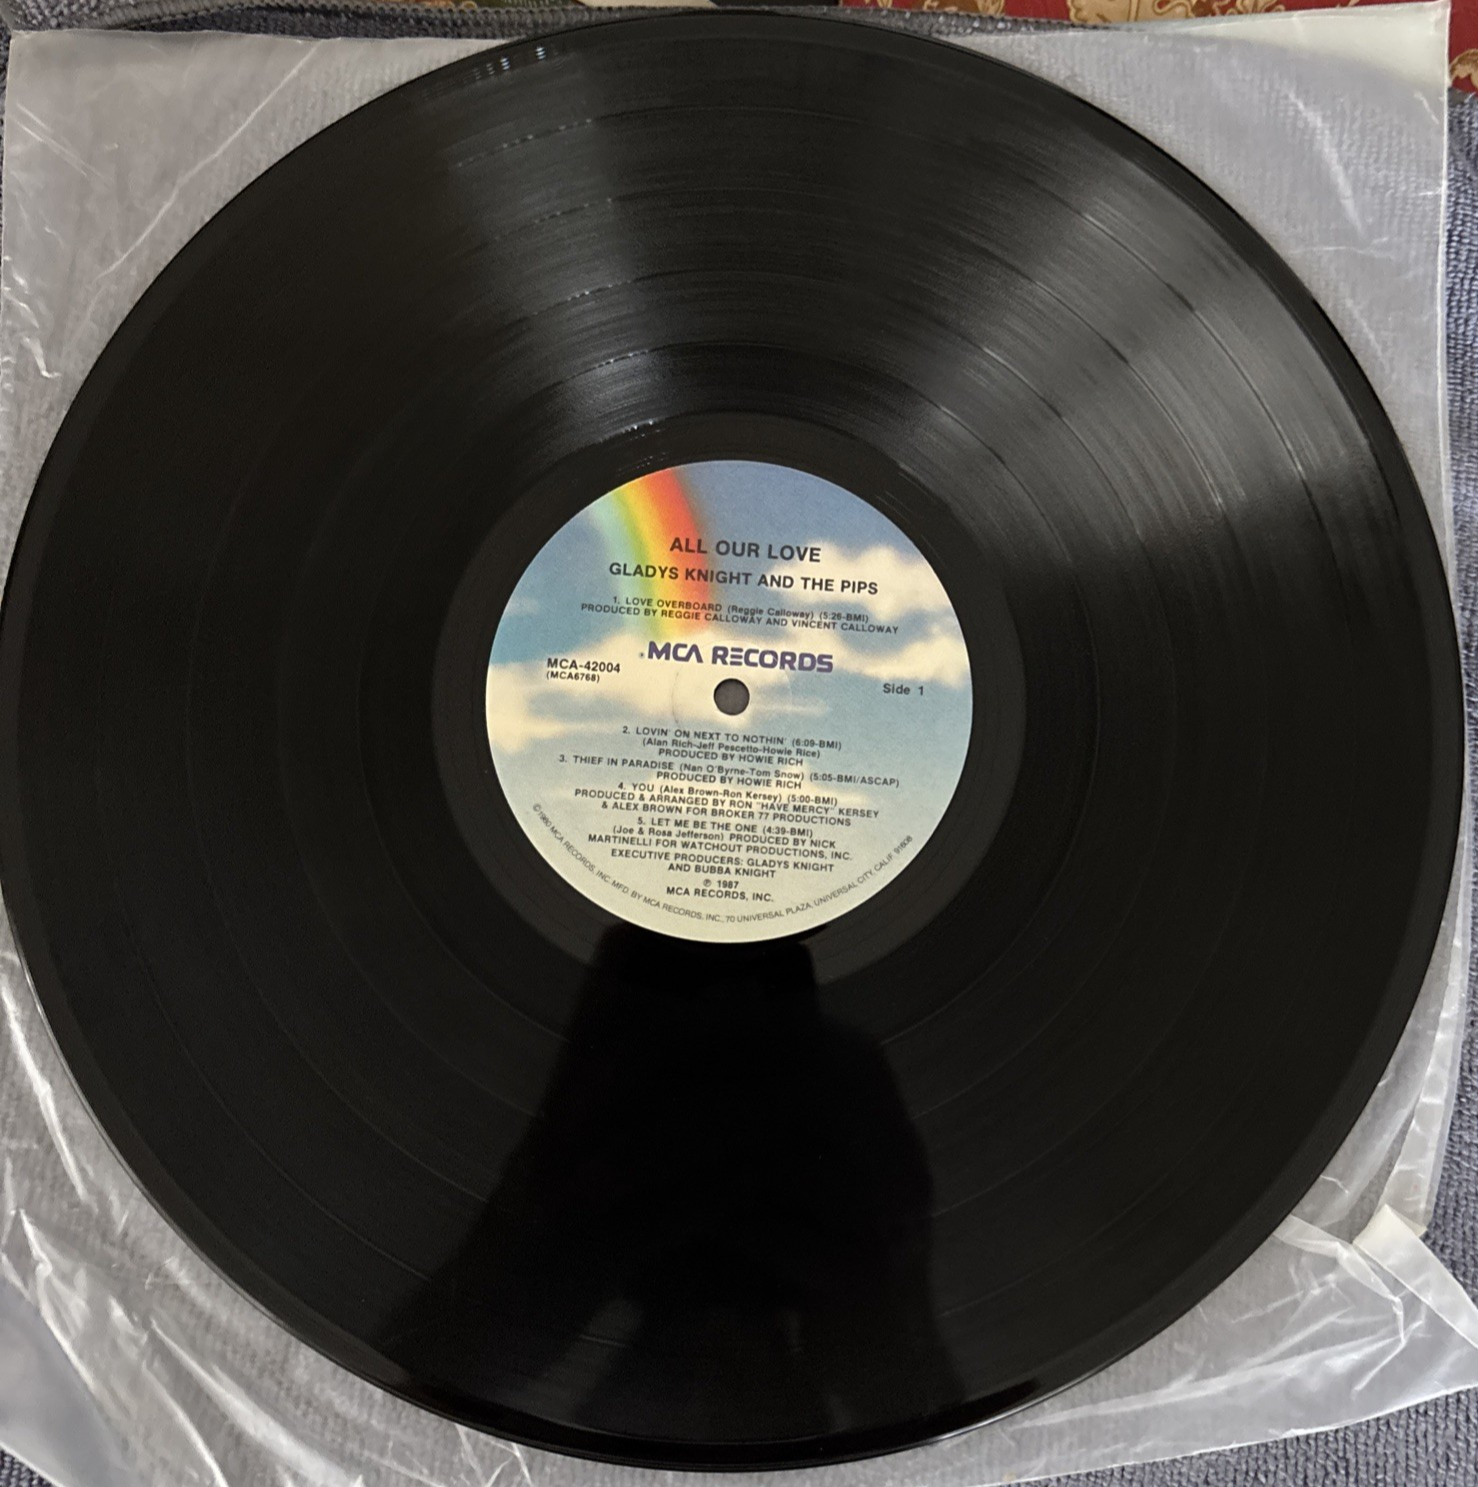 ALL OUR LOVE
GLADYS KNIGHT AND THE PIPS
1. LOVE OVERBOARD (Reggie Calloway) (5:26-BMI)
PRODUCED BY REGGIE CALLOWAY AND VINCENT CALLOWAY
MCA RECORDS
MCA-42004
(MCA6768)
Side 1
2. LOVIN' ON NEXT TO NOTHIN' (6:09-BMI)
(Alan Rich-Jeff Pescetto-Howie Rice)
PRODUCED BY HOWIE RICH
3. THIEF IN PARADISE (Nan O'Byrne-Tom Snow) (5:05-BMI/ASCAP)
PRODUCED BY HOWIE RICH
4. YOU (Alex Brown-Ron Kersey) (5:00-BMI)
PRODUCED & ARRANGED BY RON "HAVE MERCY" KERSEY
& ALEX BROWN FOR BROKER 77 PRODUCTIONS
5. LET ME BE THE ONE (4:39-BMI)
(Joe & Rosa Jefferson) PRODUCED BY NICK
MARTINELLI FOR WATCHOUT PRODUCTIONS, INC.
EXECUTIVE PRODUCERS: GLADYS KNIGHT
AND BUBBA KNIGHT
℗ 1987
MCA RECORDS, INC.
©1980 MCA RECORDS, INC. MFD. BY MCA RECORDS, INC., 70 UNIVERSAL PLAZA, UNIVERSAL CITY, CALIF. 91608